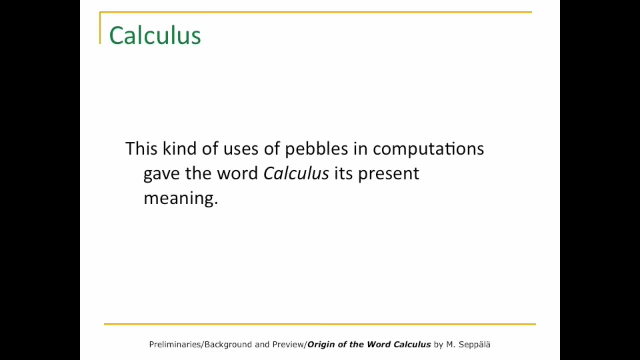 Calculus
This kind of uses of pebbles in computations
gave the word Calculus its present
meaning.
Preliminaries/Background and Preview/Origin of the Word Calculus by M. Seppälä